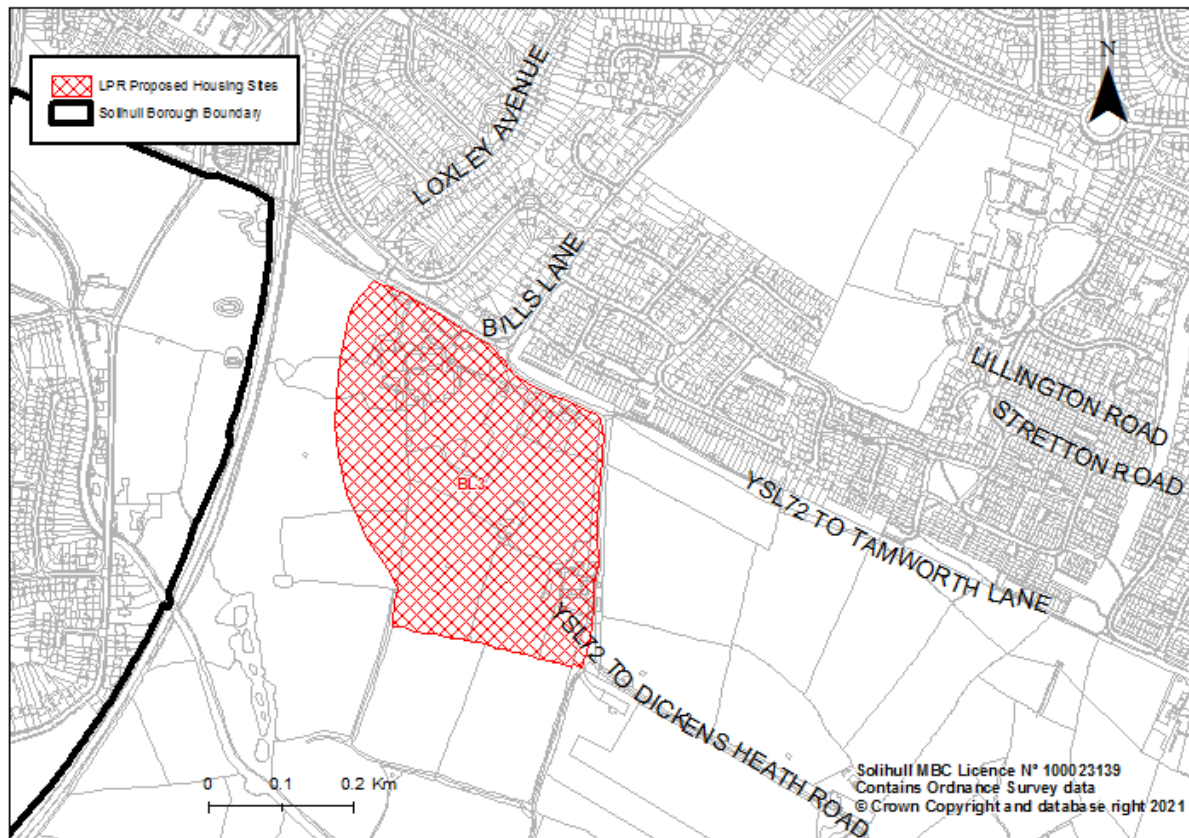 LPR Proposed Housing Sites
Solihull Borough Boundary
N
LOXLEY AVENUE
BILLS LANE
LILLINGTON ROAD
STRETTON ROAD
BL3
YSL72 TO TAMWORTH LANE
YSL72 TO DICKENS HEATH ROAD
0 0.1 0.2 Km
Solihull MBC Licence N° 100023139
Contains Ordnance Survey data
© Crown Copyright and database right 2021